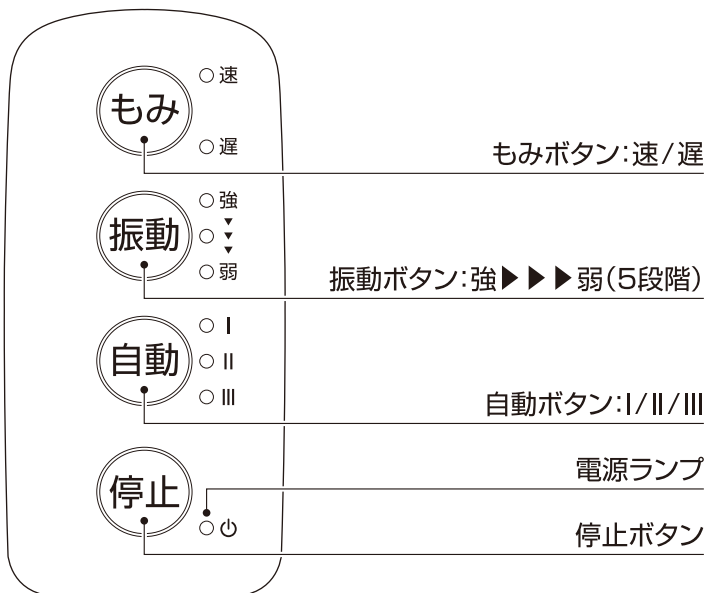 もみ
速
遅
もみボタン:速/遅
振動
強
▼
▼
▼
弱
振動ボタン:強▶▶▶弱(5段階)
自動
I
II
III
自動ボタン:I/II/III
停止
電源ランプ
停止ボタン